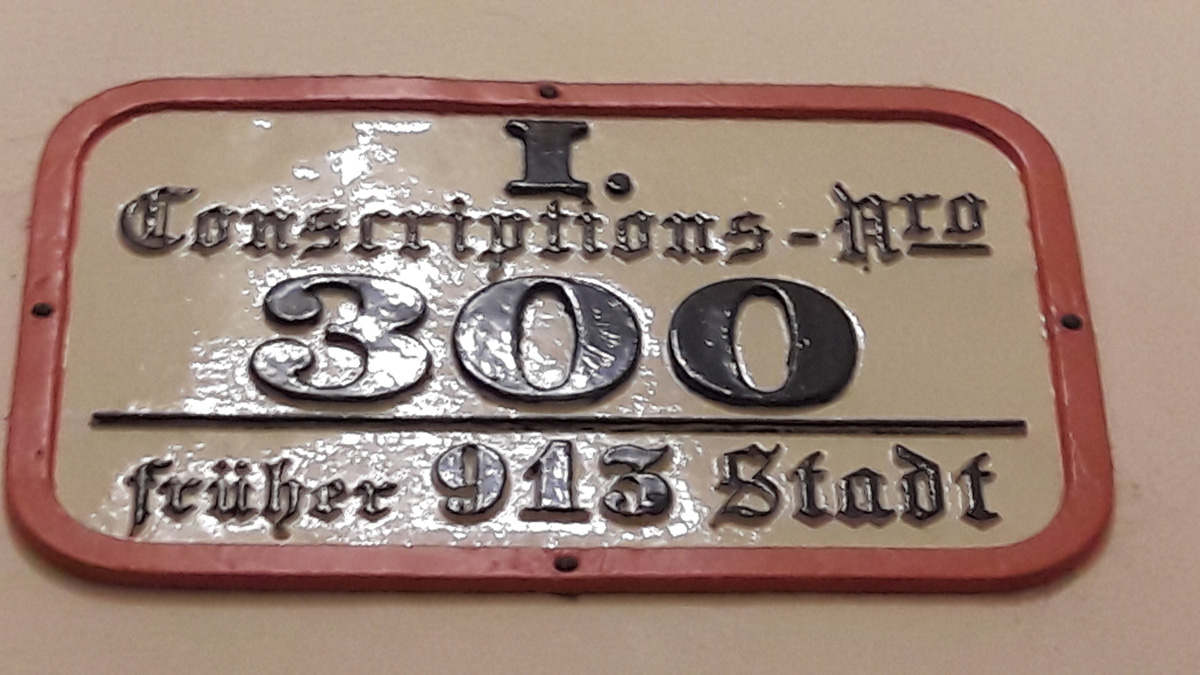 I.
Conscriptions-Nro
300
früher 913 Stadt